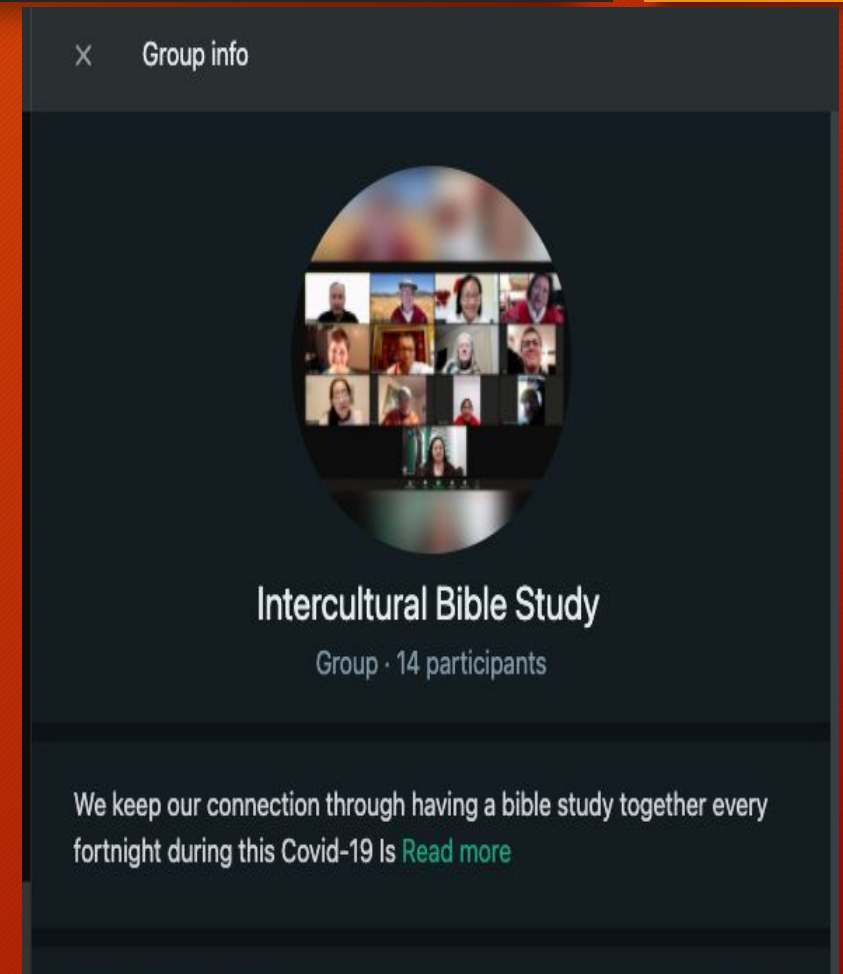 Group info
Intercultural Bible Study
Group · 14 participants
We keep our connection through having a bible study together every
fortnight during this Covid-19 Is Read more